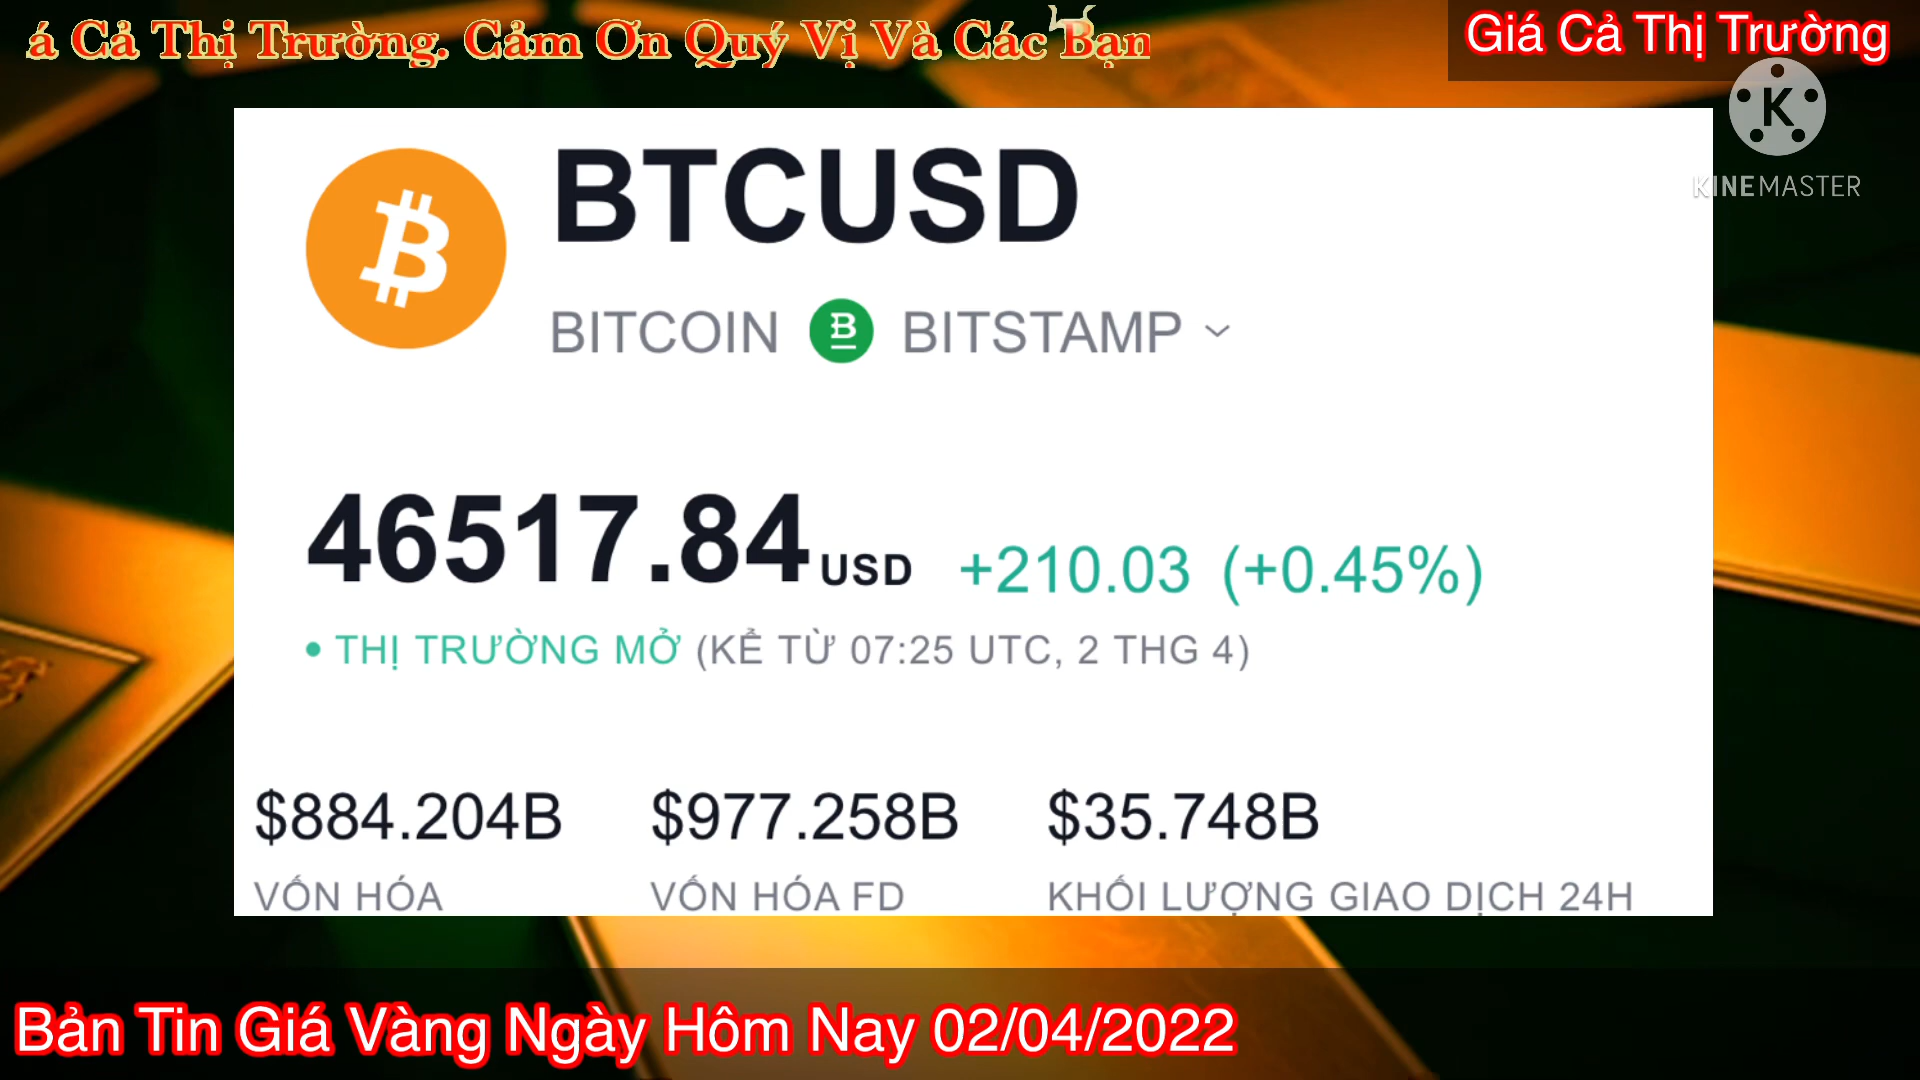 á Cả Thị Trường. Cảm Ơn Quý Vị Và Các Bạn
Giá Cả Thị Trường
K
KINEMASTER
BTCUSD
BITCOIN B BITSTAMP
46517.84 USD +210.03 (+0.45%)
• THỊ TRƯỜNG MỞ (KỂ TỪ 07:25 UTC, 2 THG 4)
$884.204B $977.258B $35.748B
VỐN HÓA VỐN HÓA FD KHỐI LƯỢNG GIAO DỊCH 24H
Bản Tin Giá Vàng Ngày Hôm Nay 02/04/2022